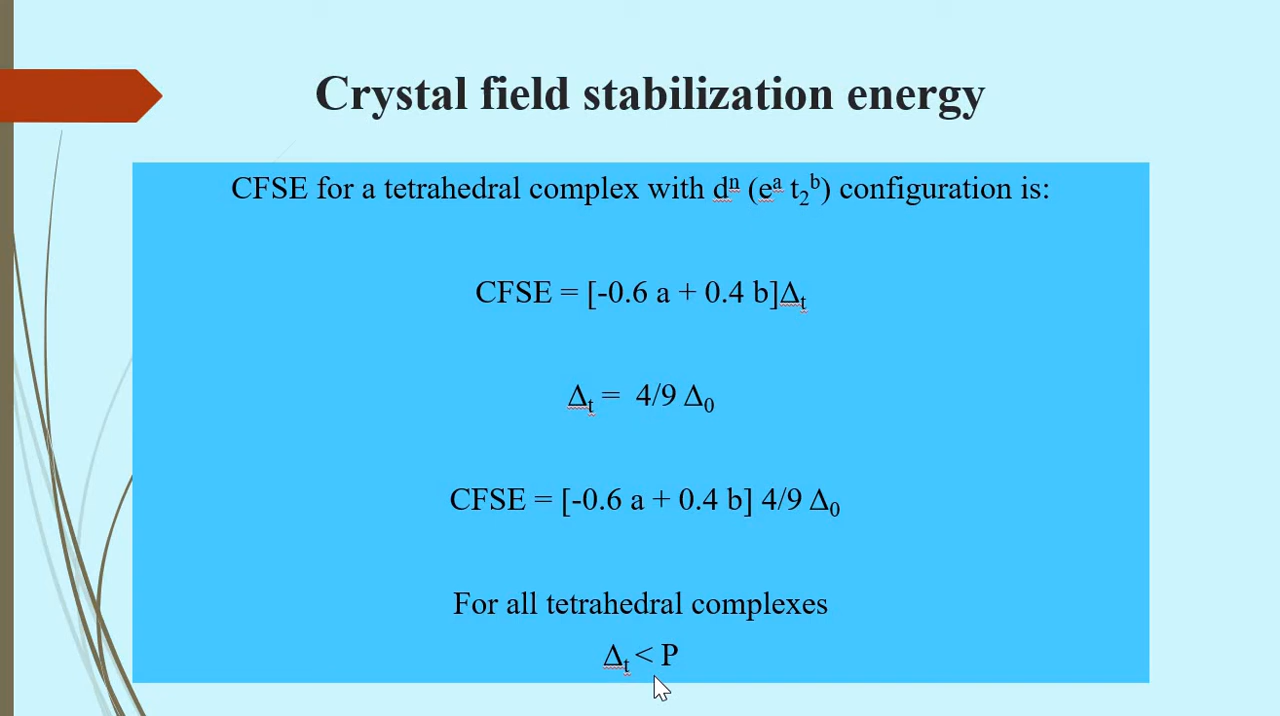 Crystal field stabilization energy
CFSE for a tetrahedral complex with dⁿ (eᵃ t₂ᵇ) configuration is:
CFSE = [-0.6 a + 0.4 b]Δₜ
Δₜ = 4/9 Δ₀
CFSE = [-0.6 a + 0.4 b] 4/9 Δ₀
For all tetrahedral complexes
Δₜ < P